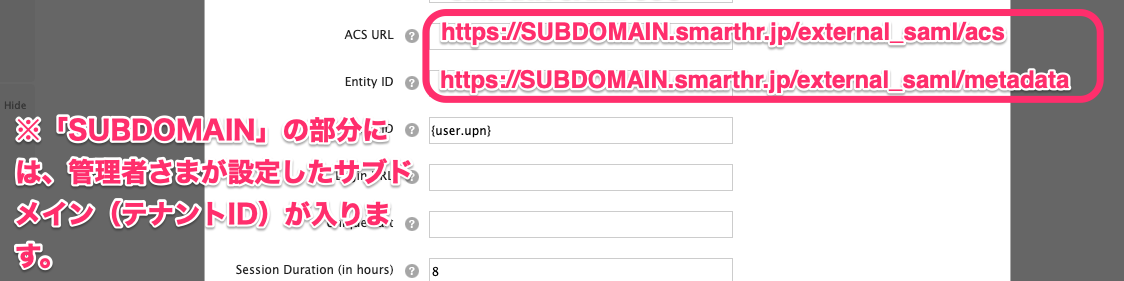 ACS URL ? https://SUBDOMAIN.smarthr.jp/external_saml/acs
Entity ID ? https://SUBDOMAIN.smarthr.jp/external_saml/metadata
Hide
ID {user.upn}
※「SUBDOMAIN」の部分に
は、管理者さまが設定したサブド
URL ?
メイン（テナントID）が入りま
?
す。
Session Duration (in hours) ? 8